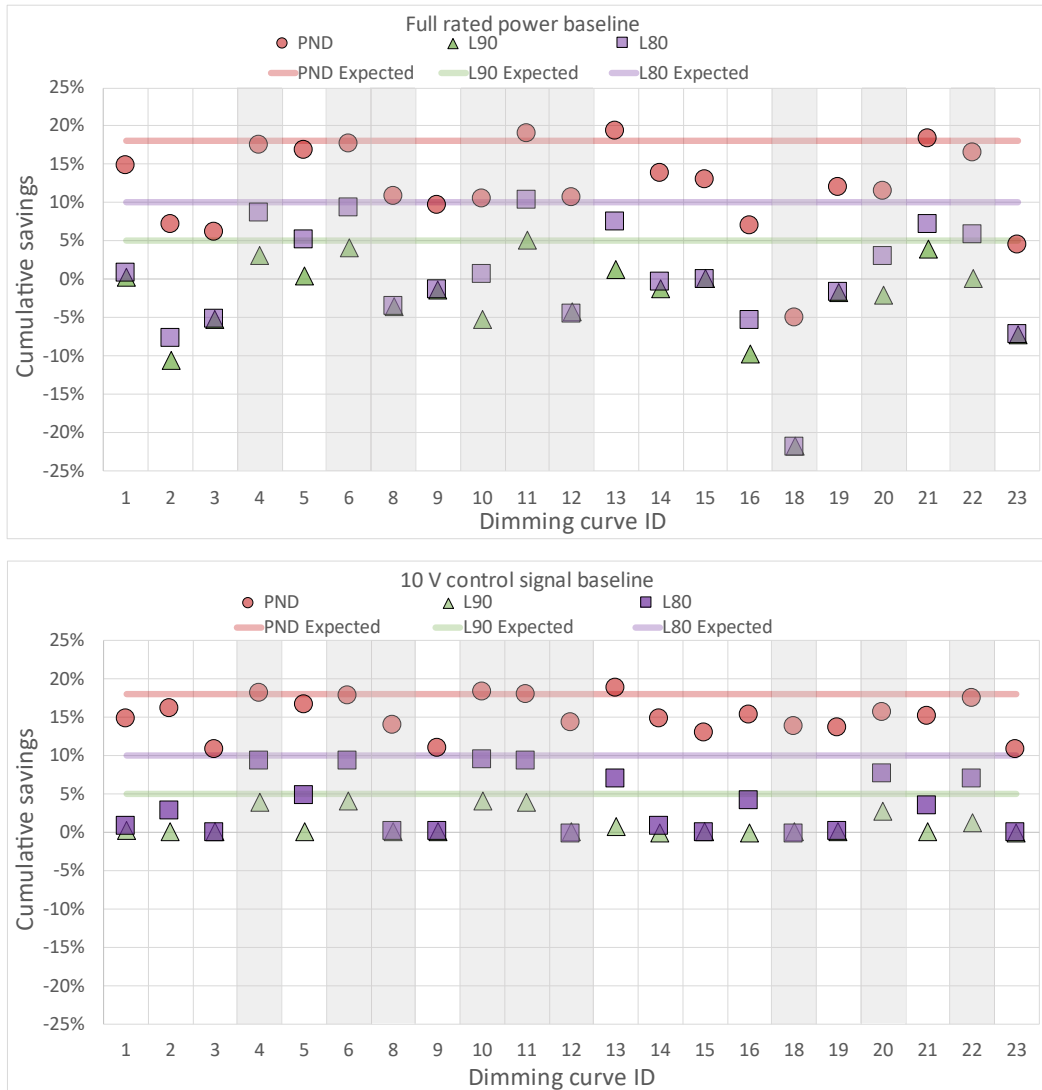 Full rated power baseline
PND L90 L80
PND Expected L90 Expected L80 Expected
25%
20%
15%
10%
5%
0%
-5%
-10%
-15%
-20%
-25%
Cumulative savings
1 2 3 4 5 6 8 9 10 11 12 13 14 15 16 18 19 20 21 22 23
Dimming curve ID
10 V control signal baseline
PND L90 L80
PND Expected L90 Expected L80 Expected
25%
20%
15%
10%
5%
0%
-5%
-10%
-15%
-20%
-25%
Cumulative savings
1 2 3 4 5 6 8 9 10 11 12 13 14 15 16 18 19 20 21 22 23
Dimming curve ID